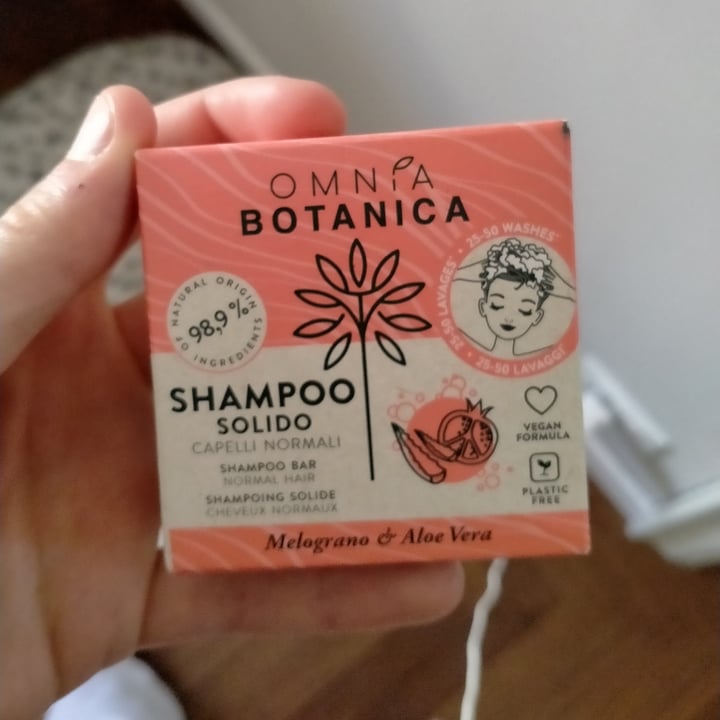 OMNIA
BOTANICA
98,9 %
NATURAL ORIGIN
OF INGREDIENTS
25-50 WASHES*
25-50 LAVAGES*
25-50 LAVAGGI
SHAMPOO
SOLIDO
CAPELLI NORMALI
SHAMPOO BAR
NORMAL HAIR
SHAMPOING SOLIDE
CHEVEUX NORMAUX
VEGAN
FORMULA
PLASTIC
FREE
Melograno & Aloe Vera